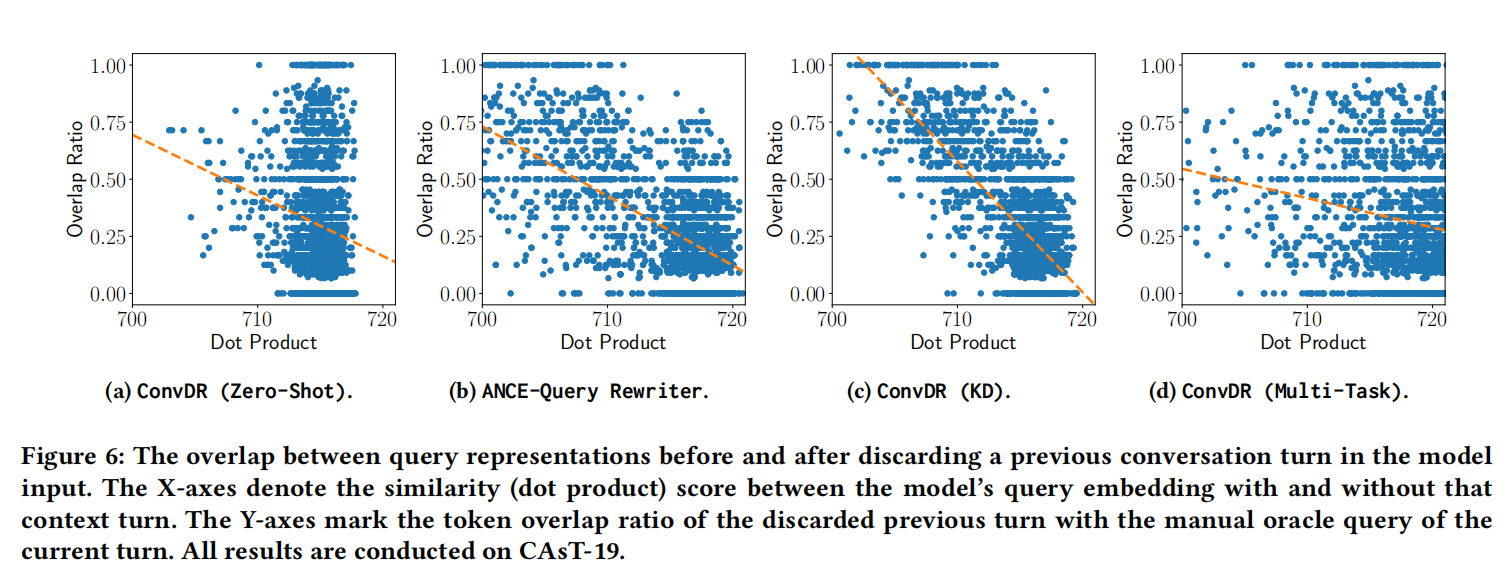 1.00
0.75
0.50
0.25
0.00
Overlap Ratio
700
710
720
Dot Product
(a) ConvDR (Zero-Shot).
1.00
0.75
0.50
0.25
0.00
Overlap Ratio
700
710
720
Dot Product
(b) ANCE-Query Rewriter.
1.00
0.75
0.50
0.25
0.00
Overlap Ratio
700
710
720
Dot Product
(c) ConvDR (KD).
1.00
0.75
0.50
0.25
0.00
Overlap Ratio
700
710
720
Dot Product
(d) ConvDR (Multi-Task).
Figure 6: The overlap between query representations before and after discarding a previous conversation turn in the model
input. The X-axes denote the similarity (dot product) score between the model’s query embedding with and without that
context turn. The Y-axes mark the token overlap ratio of the discarded previous turn with the manual oracle query of the
current turn. All results are conducted on CAsT-19.